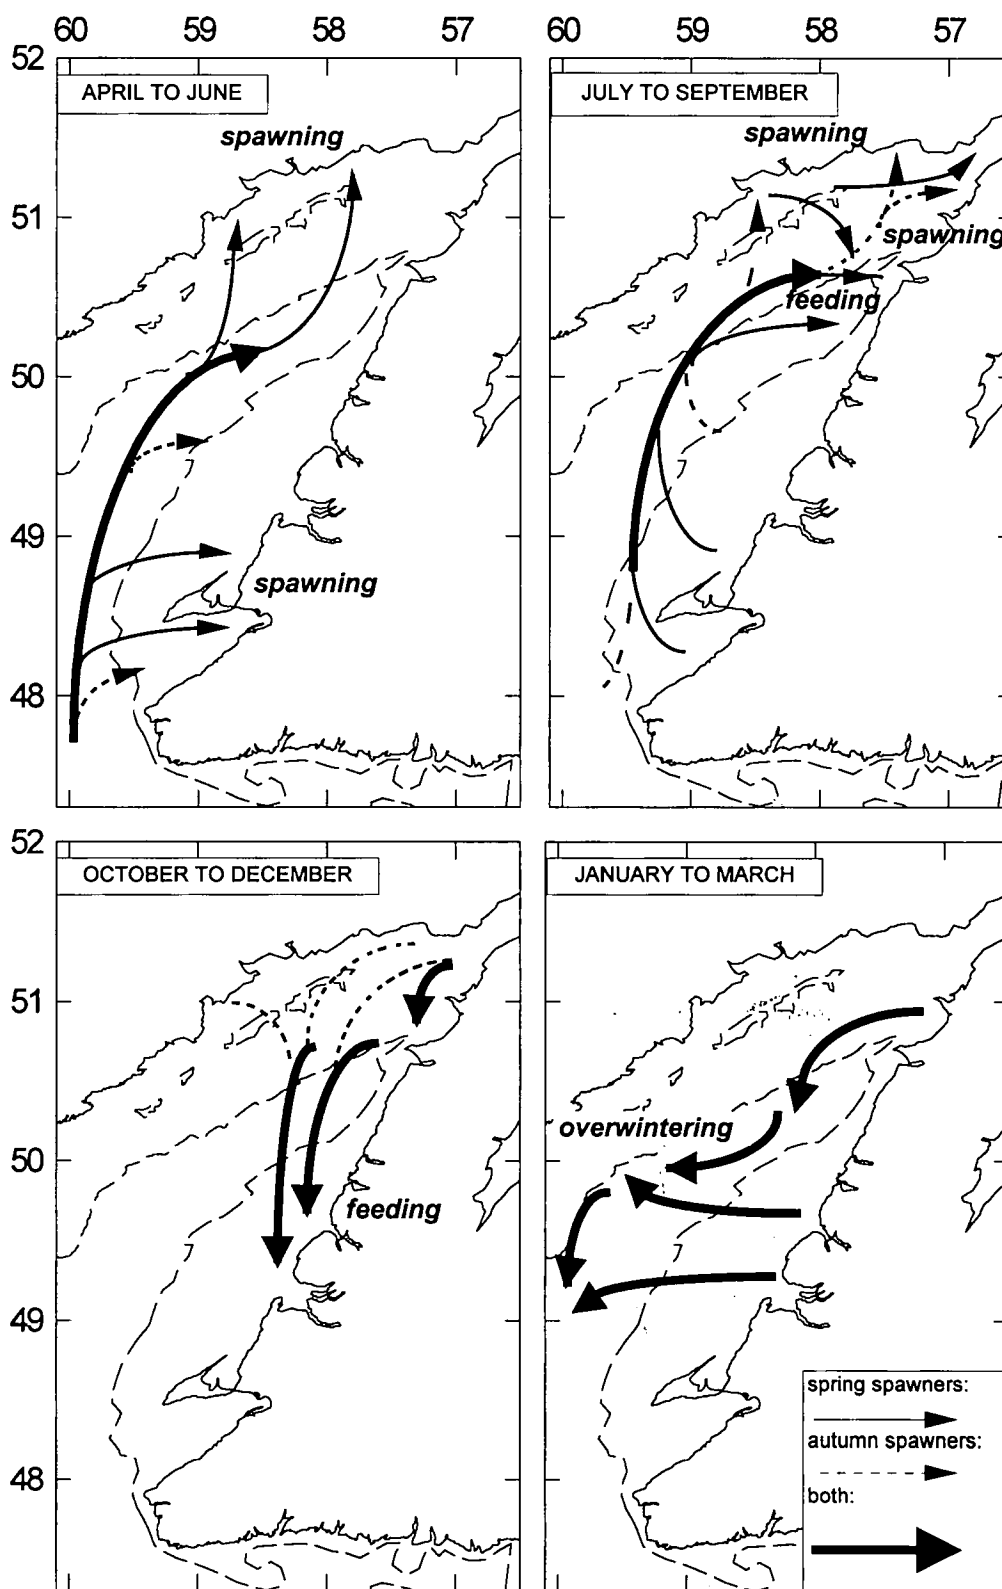 60 59 58 57
59 58 57
52
APRIL TO JUNE
JULY TO SEPTEMBER
spawning
spawning
51
spawning
feeding
50
49
spawning
48
52
OCTOBER TO DECEMBER
JANUARY TO MARCH
51
overwintering
50
feeding
49
spring spawners:
autumn spawners:
48
both: